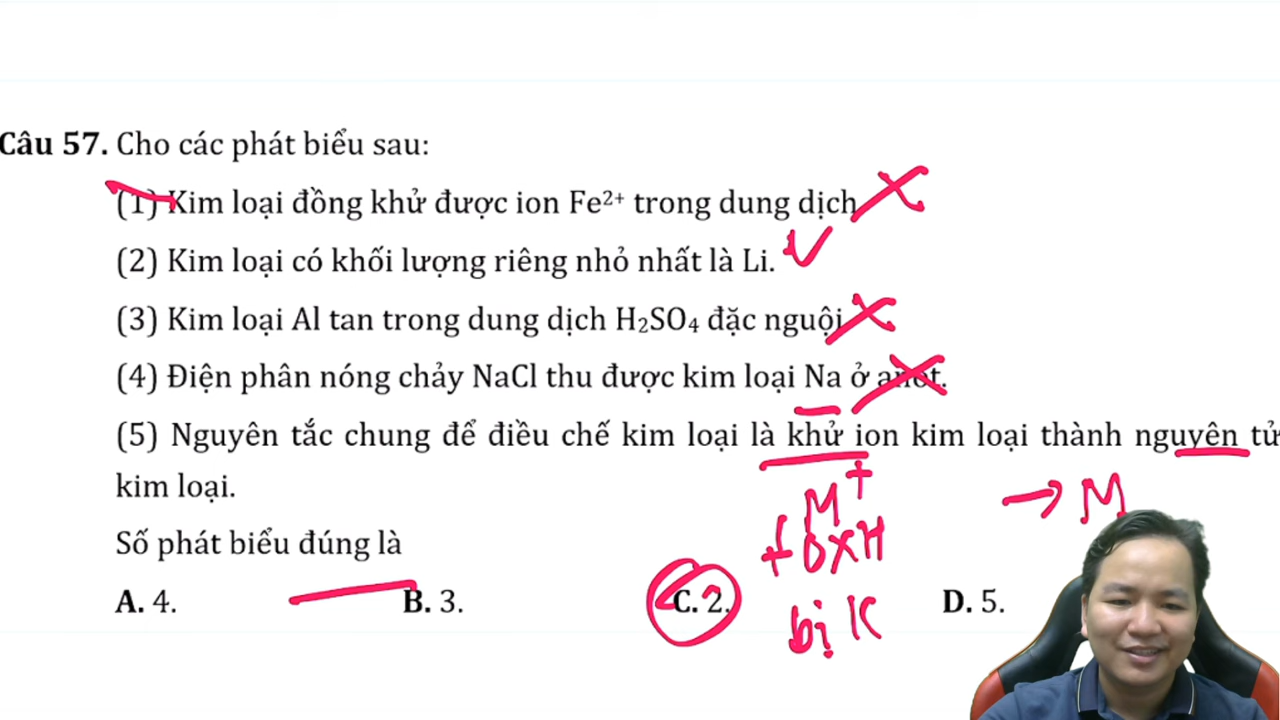 Câu 57. Cho các phát biểu sau:
(1) Kim loại đồng khử được ion Fe²⁺ trong dung dịch
(2) Kim loại có khối lượng riêng nhỏ nhất là Li.
(3) Kim loại Al tan trong dung dịch H₂SO₄ đặc nguội
(4) Điện phân nóng chảy NaCl thu được kim loại Na ở anot.
(5) Nguyên tắc chung để điều chế kim loại là khử ion kim loại thành nguyên tử
kim loại.
M⁺ → M
Số phát biểu đúng là
+ OXH
A. 4. B. 3. C. 2. D. 5.
bị K